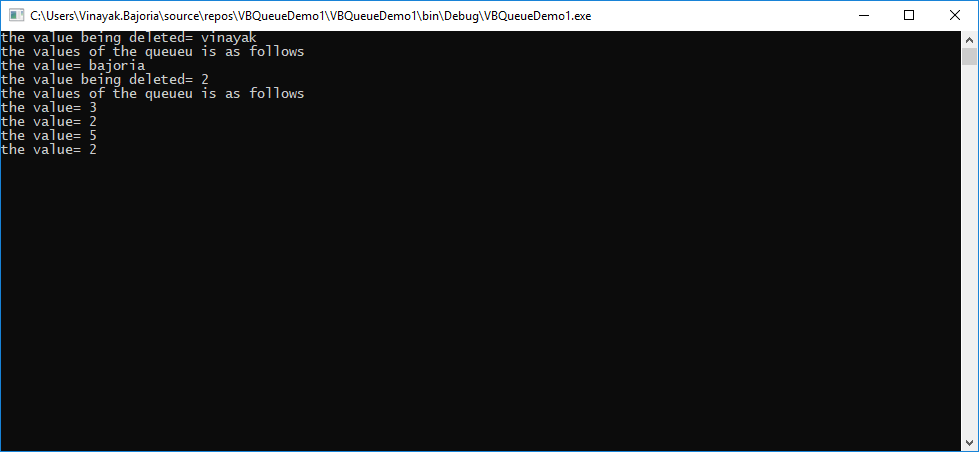 C:\Users\Vinayak.Bajoria\source\repos\VBQueueDemo1\VBQueueDemo1\bin\Debug\VBQueueDemo1.exe
the value being deleted= vinayak
the values of the queueu is as follows
the value= bajoria
the value being deleted= 2
the values of the queueu is as follows
the value= 3
the value= 2
the value= 5
the value= 2